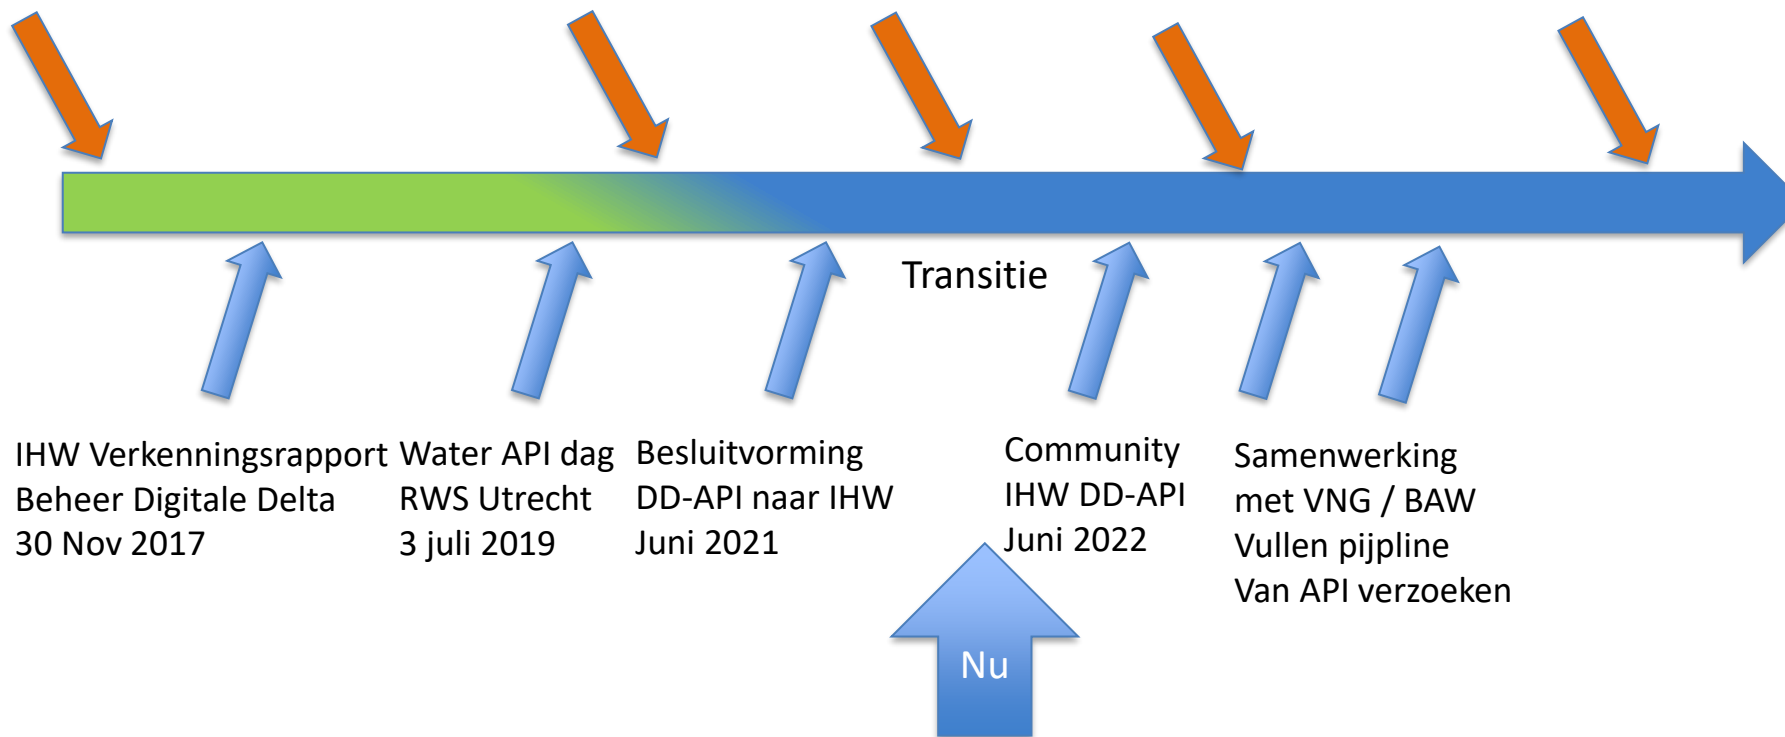 Transitie
IHW Verkenningsrapport
Beheer Digitale Delta
30 Nov 2017
Water API dag
RWS Utrecht
3 juli 2019
Besluitvorming
DD-API naar IHW
Juni 2021
Community
IHW DD-API
Juni 2022
Samenwerking
met VNG / BAW
Vullen pijpline
Van API verzoeken
Nu